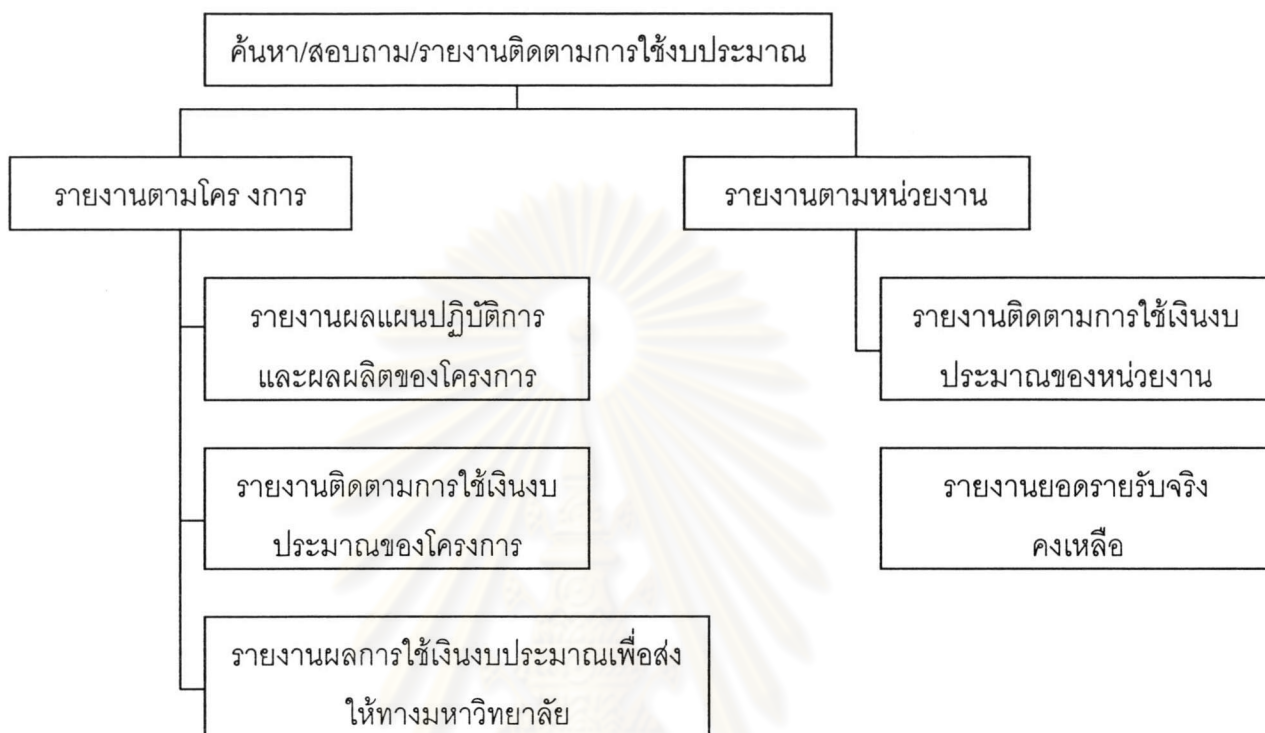 ค้นหา/สอบถาม/รายงานติดตามการใช้งบประมาณ
รายงานตามโคร งการ
รายงานตามหน่วยงาน
รายงานผลแผนปฏิบัติการ
และผลผลิตของโครงการ
รายงานติดตามการใช้เงินงบ
ประมาณของหน่วยงาน
รายงานติดตามการใช้เงินงบ
ประมาณของโครงการ
รายงานยอดรายรับจริง
คงเหลือ
รายงานผลการใช้เงินงบประมาณเพื่อส่ง
ให้ทางมหาวิทยาลัย